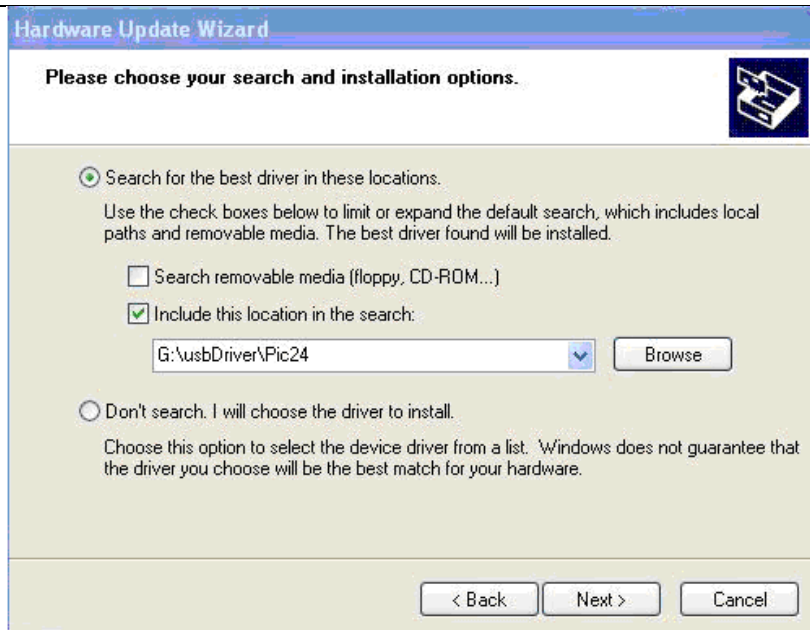 Hardware Update Wizard
Please choose your search and installation options.
Search for the best driver in these locations.
Use the check boxes below to limit or expand the default search, which includes local
paths and removable media. The best driver found will be installed.
Search removable media (floppy, CD-ROM...)
Include this location in the search:
G:\usbDriver\Pic24
Browse
Don't search. I will choose the driver to install.
Choose this option to select the device driver from a list. Windows does not guarantee that
the driver you choose will be the best match for your hardware.
< Back
Next >
Cancel